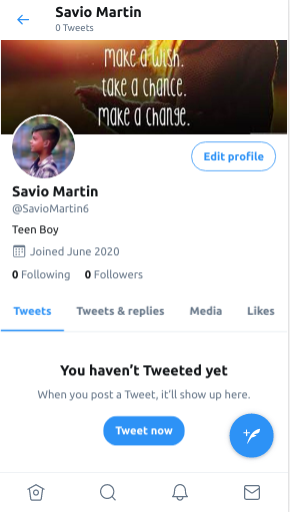 Savio Martin
0 Tweets
make a wish.
take a chance.
make a change.
Edit profile
Savio Martin
@SavioMartin6
Teen Boy
Joined June 2020
0 Following 0 Followers
Tweets Tweets & replies Media Likes
You haven’t Tweeted yet
When you post a Tweet, it’ll show up here.
Tweet now